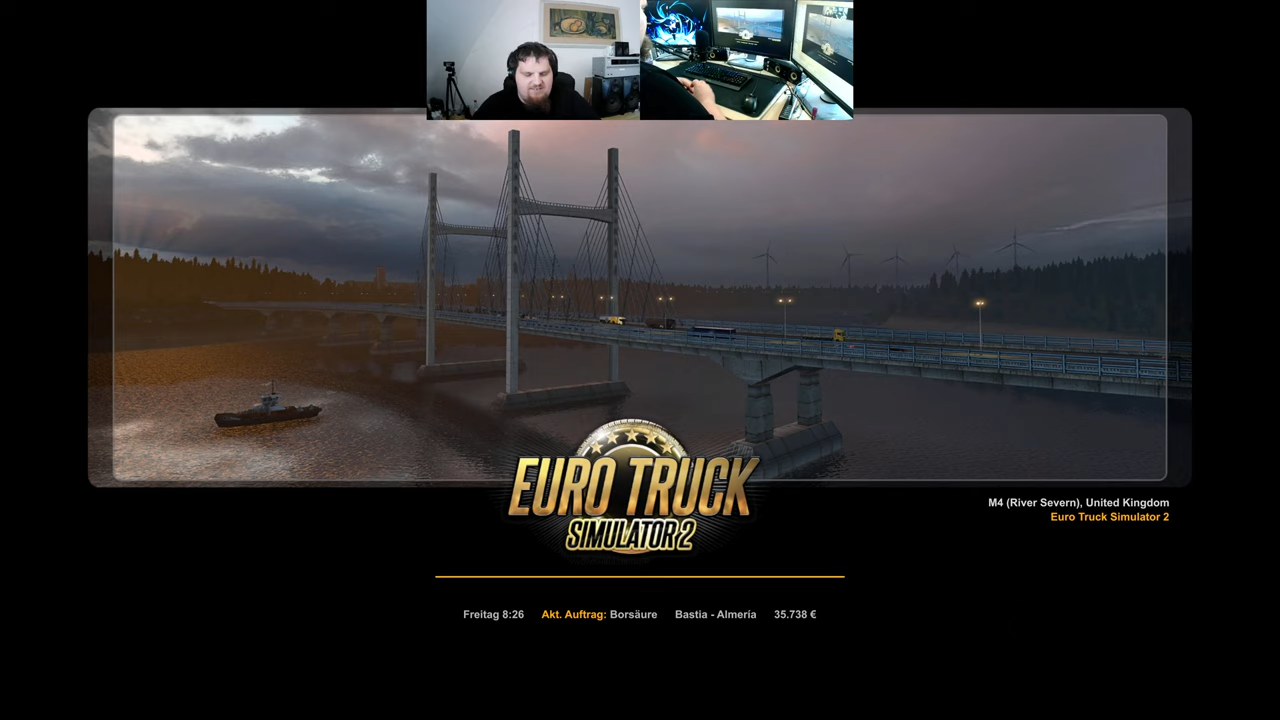 EURO TRUCK
SIMULATOR 2
M4 (River Severn), United Kingdom
Euro Truck Simulator 2
Freitag 8:26 Akt. Auftrag: Borsäure Bastia - Almería 35.738 €